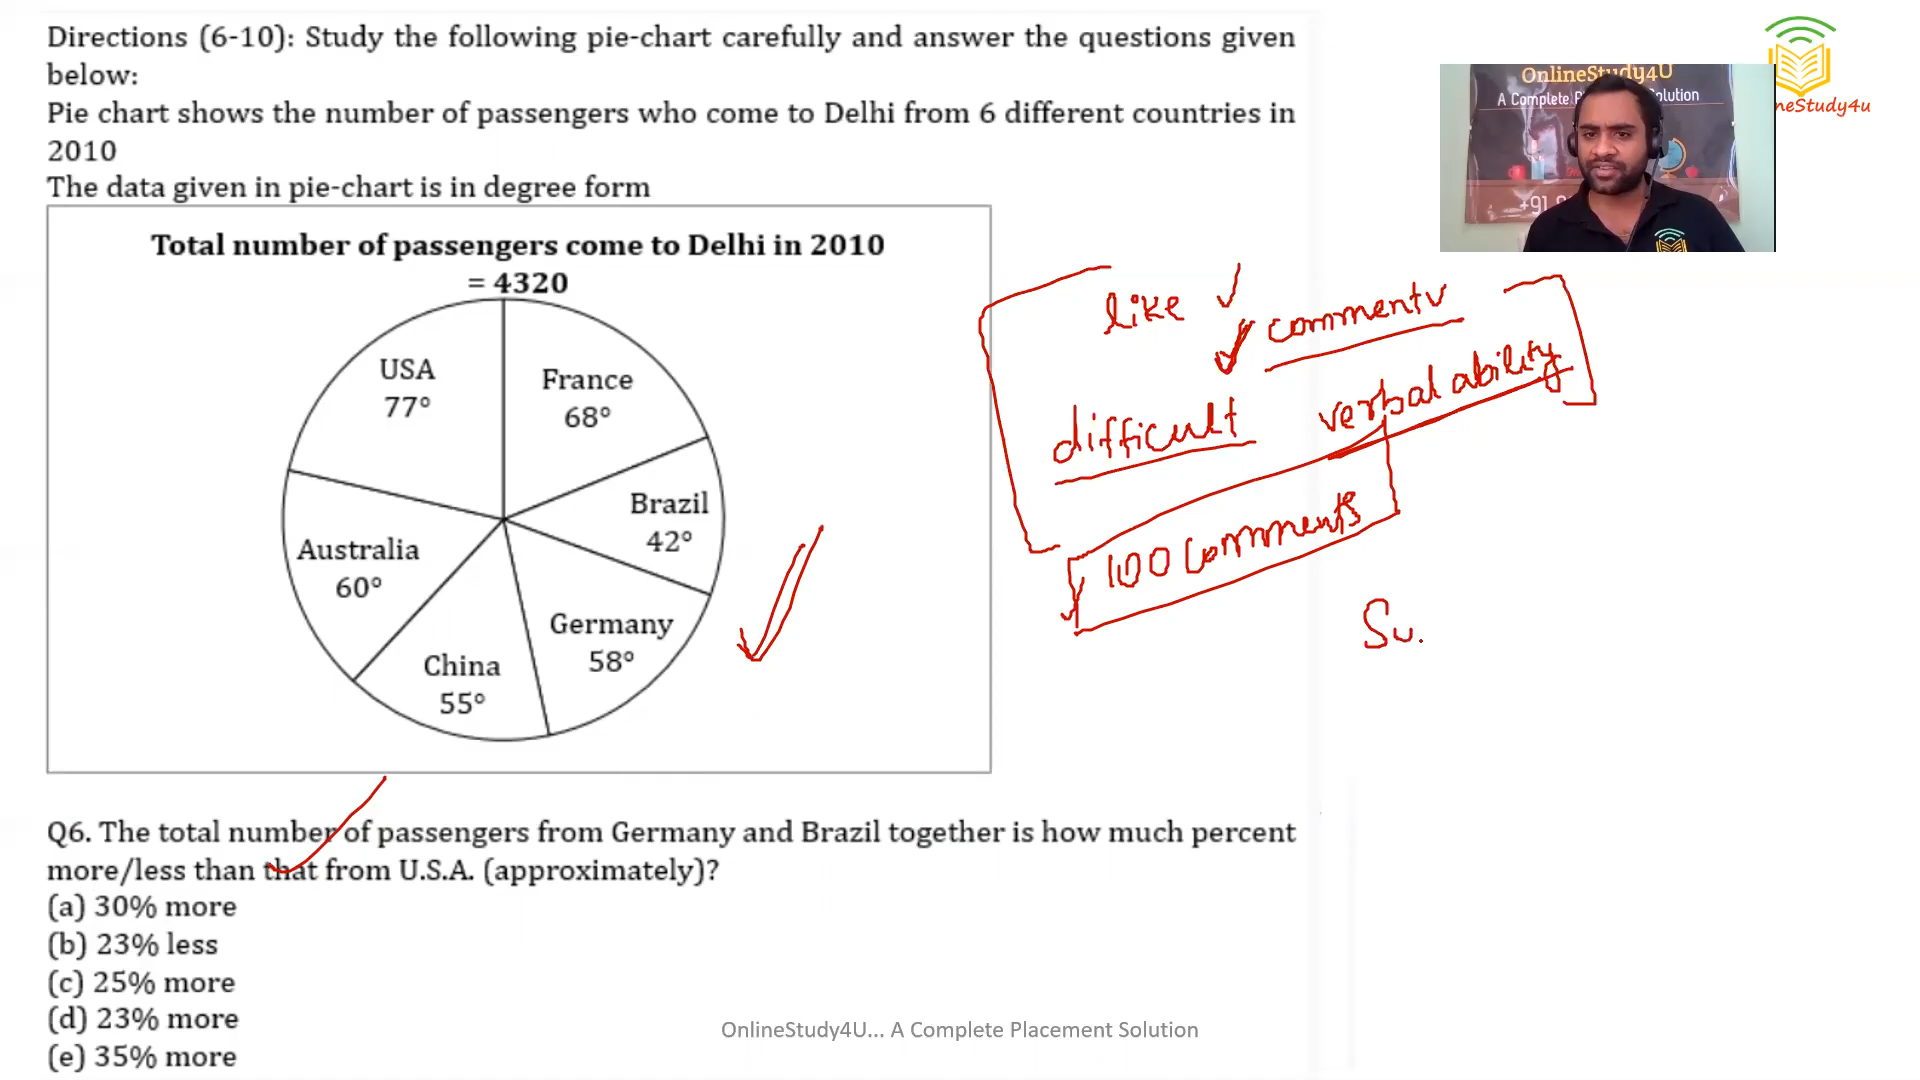 Directions (6-10): Study the following pie-chart carefully and answer the questions given
below:
Pie chart shows the number of passengers who come to Delhi from 6 different countries in
2010
The data given in pie-chart is in degree form
Total number of passengers come to Delhi in 2010
= 4320
USA
77°
France
68°
Brazil
42°
Australia
60°
Germany
58°
China
55°
like
comment
difficult
verbal ability
100 comments
Su.
OnlineStudy4U
A Complete
olution
+91
neStudy4u
Q6. The total number of passengers from Germany and Brazil together is how much percent
more/less than that from U.S.A. (approximately)?
(a) 30% more
(b) 23% less
(c) 25% more
(d) 23% more
(e) 35% more
OnlineStudy4U... A Complete Placement Solution